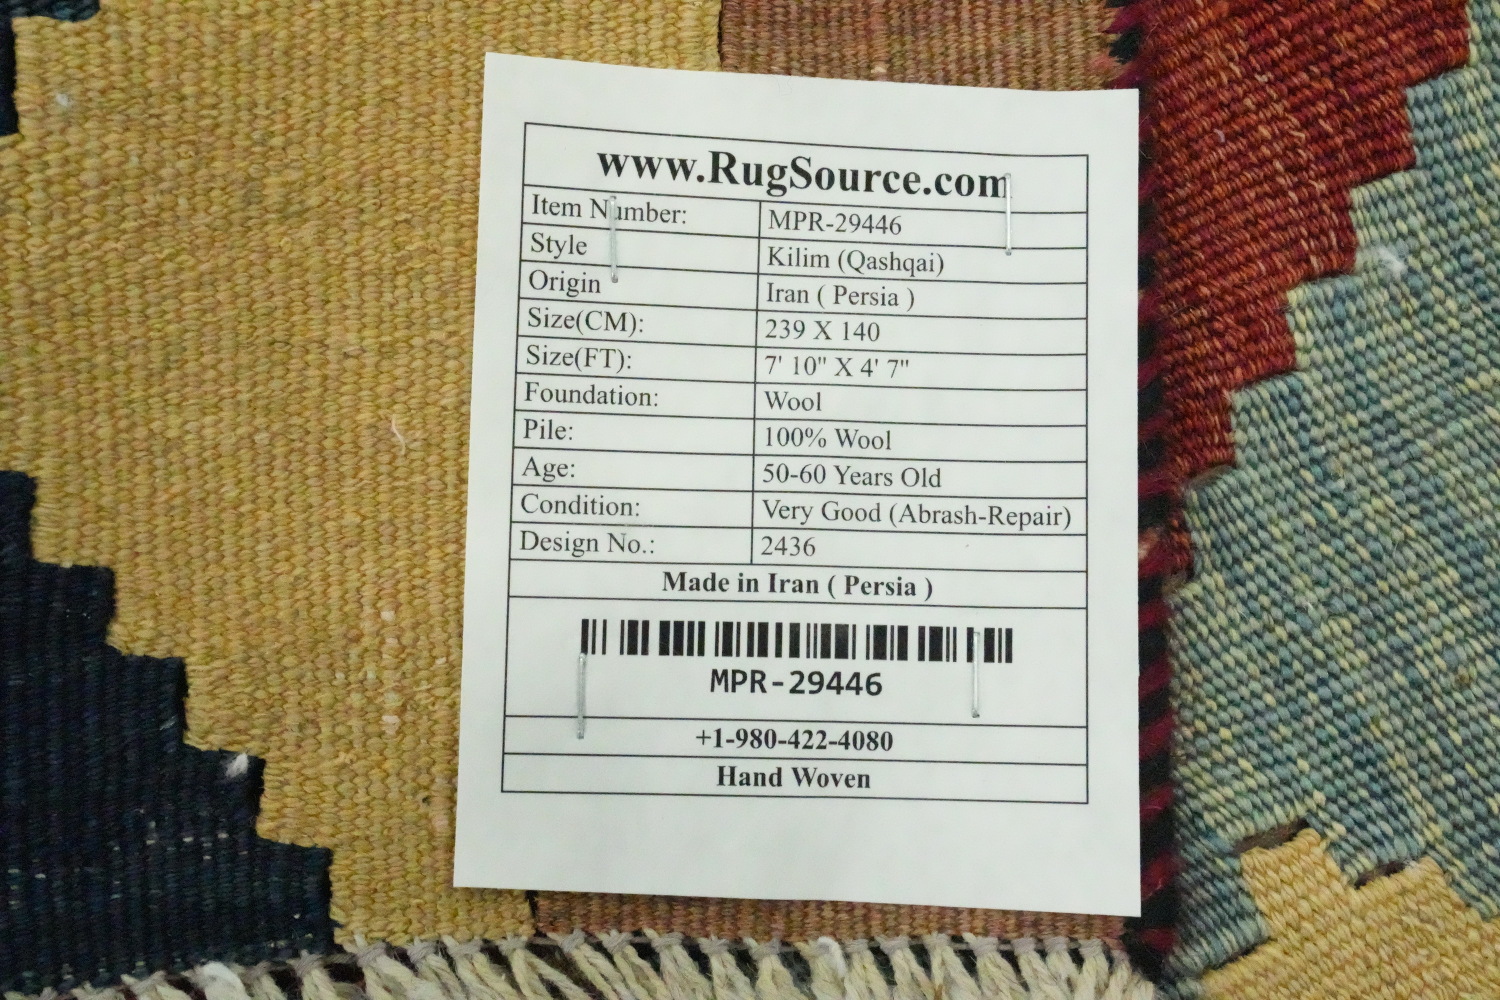 www.RugSource.com
Item Number: MPR-29446
Style Kilim (Qashqai)
Origin Iran ( Persia )
Size(CM): 239 X 140
Size(FT): 7' 10" X 4' 7"
Foundation: Wool
Pile: 100% Wool
Age: 50-60 Years Old
Condition: Very Good (Abrash-Repair)
Design No.: 2436
Made in Iran ( Persia )
MPR-29446
+1-980-422-4080
Hand Woven